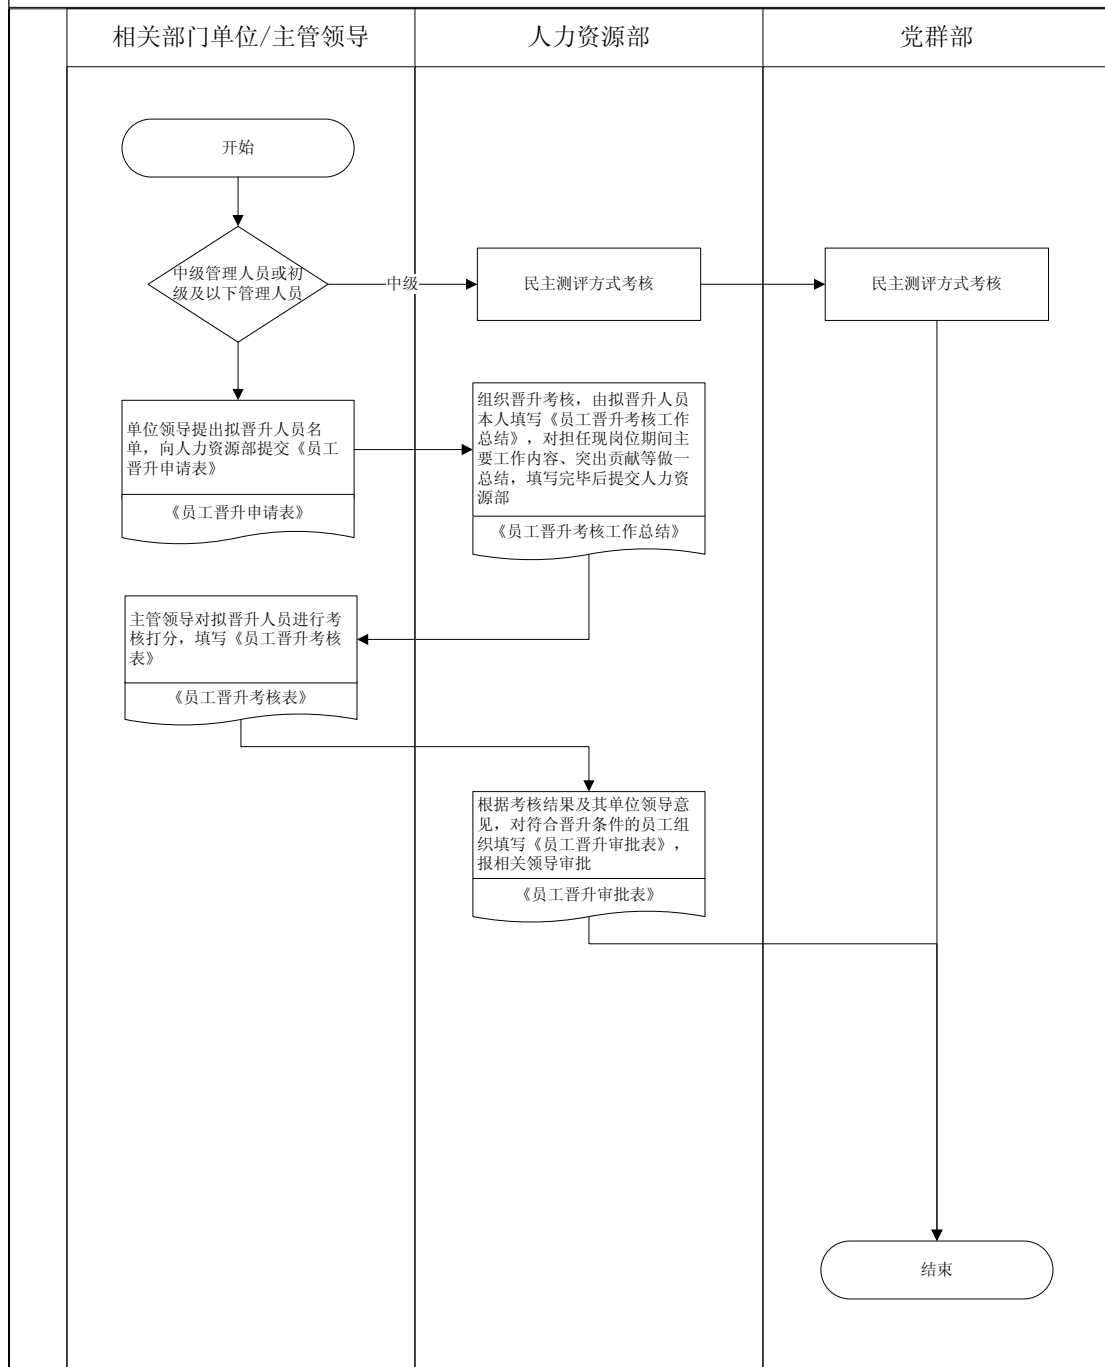 相关部门单位/主管领导
人力资源部
党群部
开始
中级管理人员或初
级及以下管理人员
中级
民主测评方式考核
民主测评方式考核
单位领导提出拟晋升人员名
单，向人力资源部提交《员工
晋升申请表》
《员工晋升申请表》
组织晋升考核，由拟晋升人员
本人填写《员工晋升考核工作
总结》，对担任现岗位期间主
要工作内容、突出贡献等做一
总结，填写完毕后提交人力资
源部
《员工晋升考核工作总结》
主管领导对拟晋升人员进行考
核打分，填写《员工晋升考核
表》
《员工晋升考核表》
根据考核结果及其单位领导意
见，对符合晋升条件的员工组
织填写《员工晋升审批表》，
报相关领导审批
《员工晋升审批表》
结束